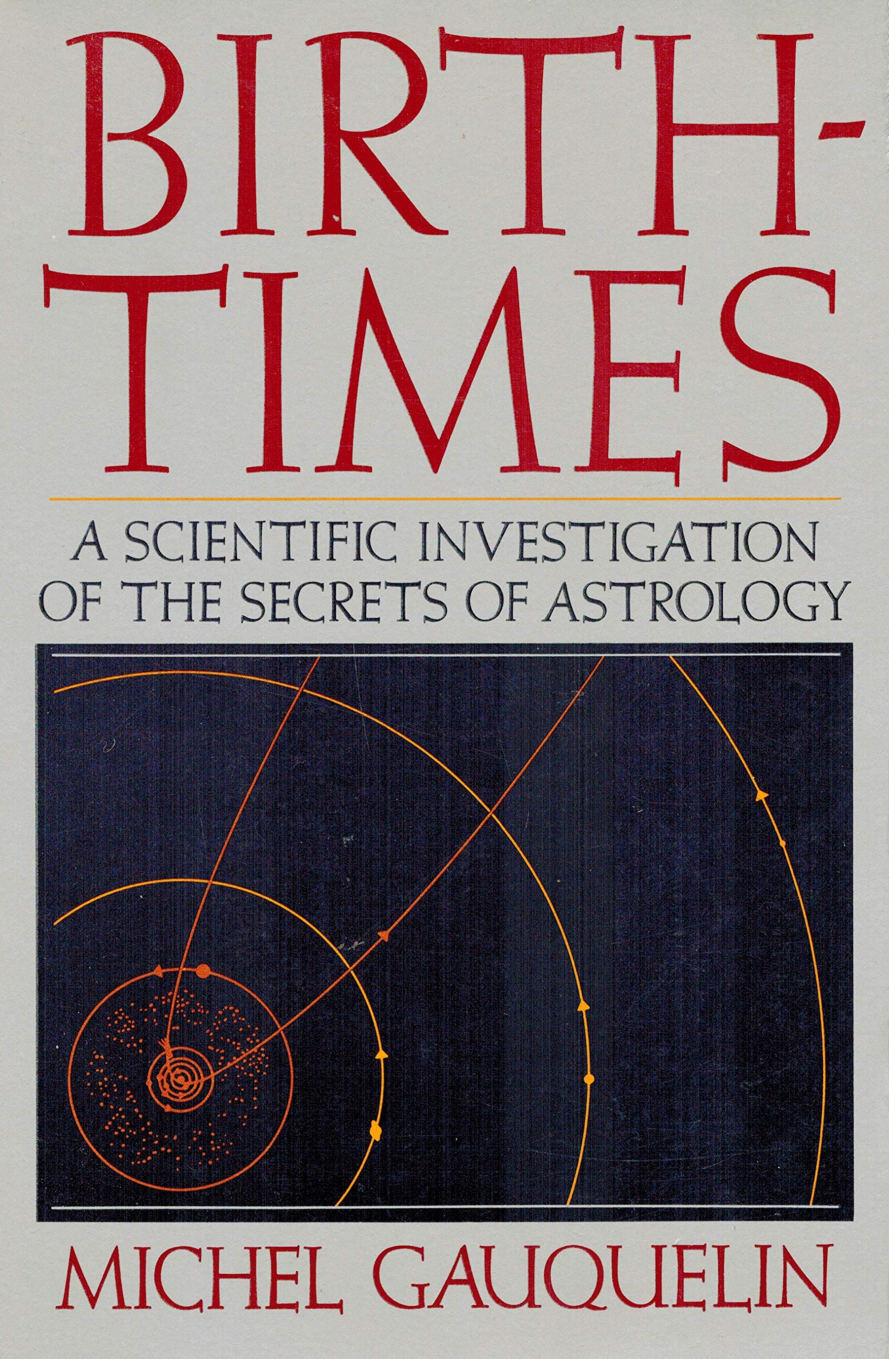 BIRTH-
TIMES
A SCIENTIFIC INVESTIGATION
OF THE SECRETS OF ASTROLOGY
MICHEL GAUQUELIN